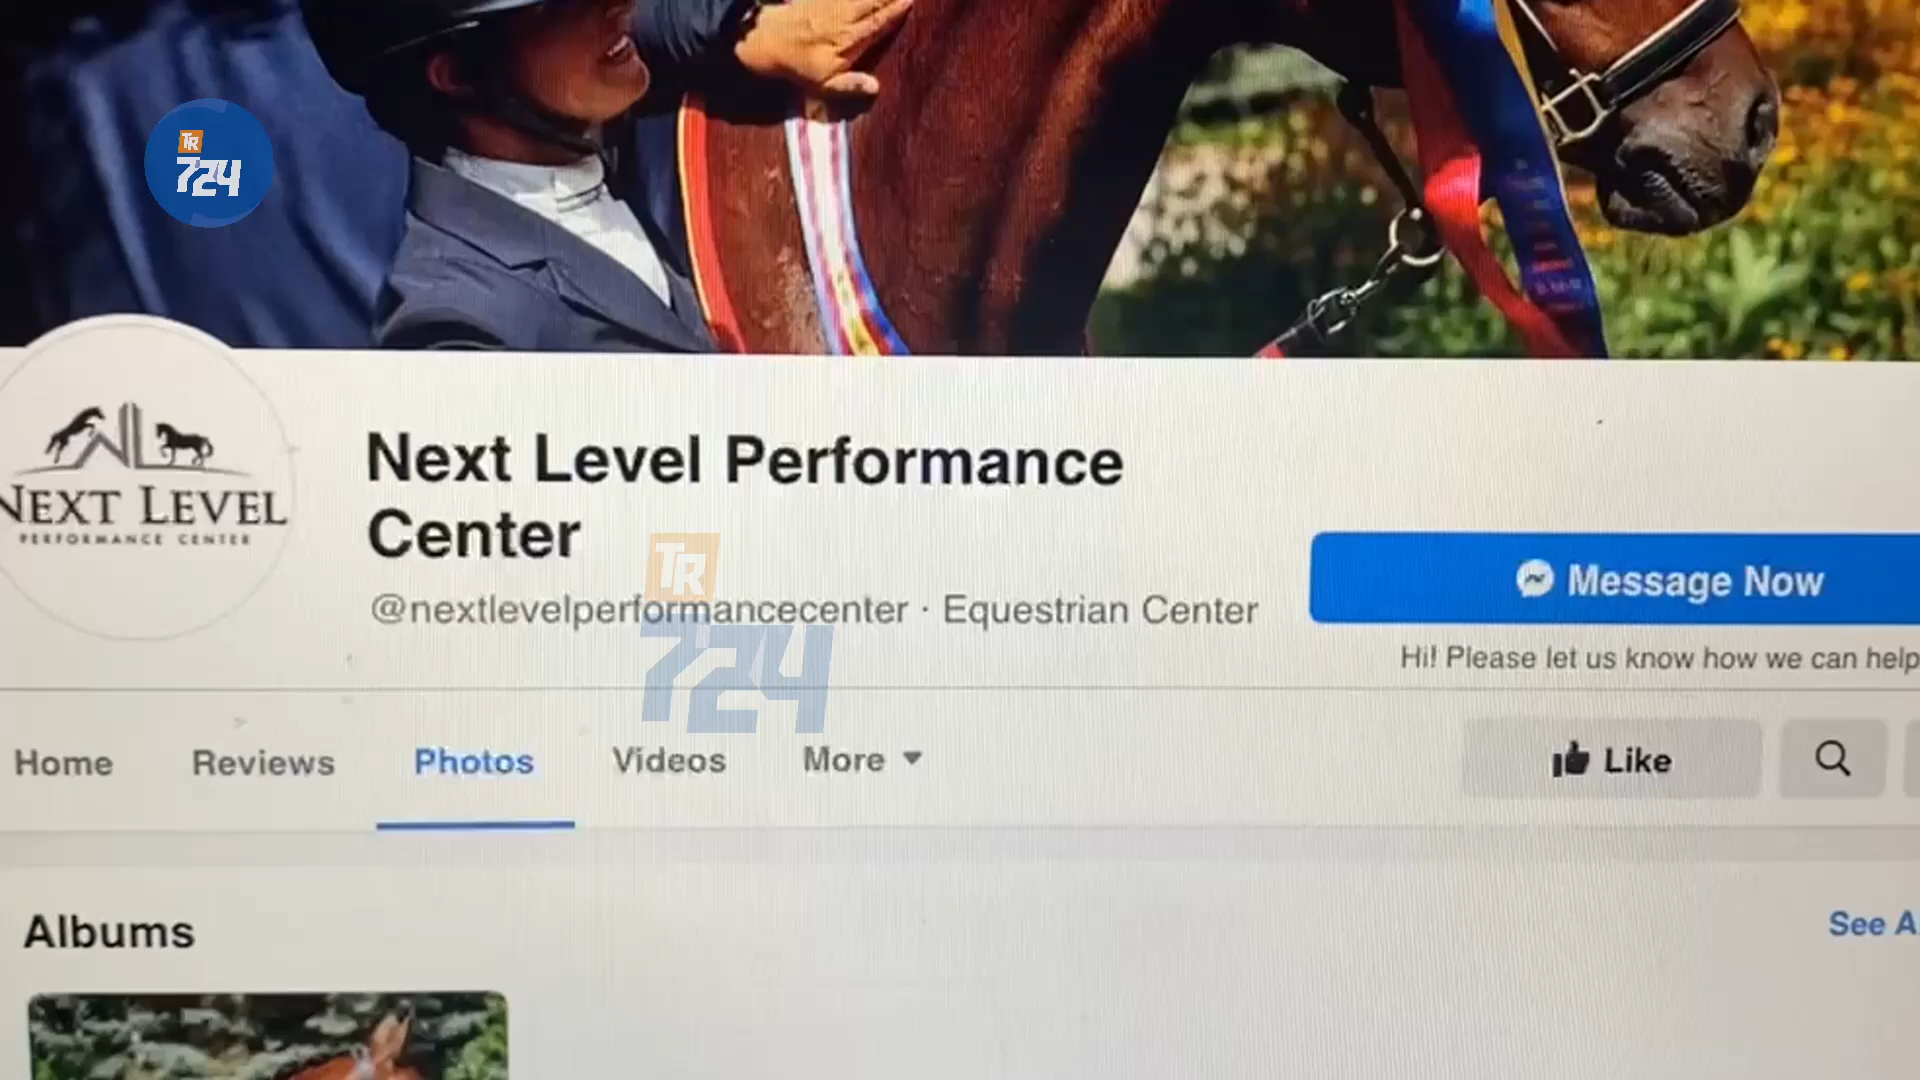 TR
724
NEXT LEVEL
PERFORMANCE CENTER
Next Level Performance
Center
TR
724
@nextlevelperformancecenter · Equestrian Center
Message Now
Hi! Please let us know how we can help
Home
Reviews
Photos
Videos
More
Like
Albums
See